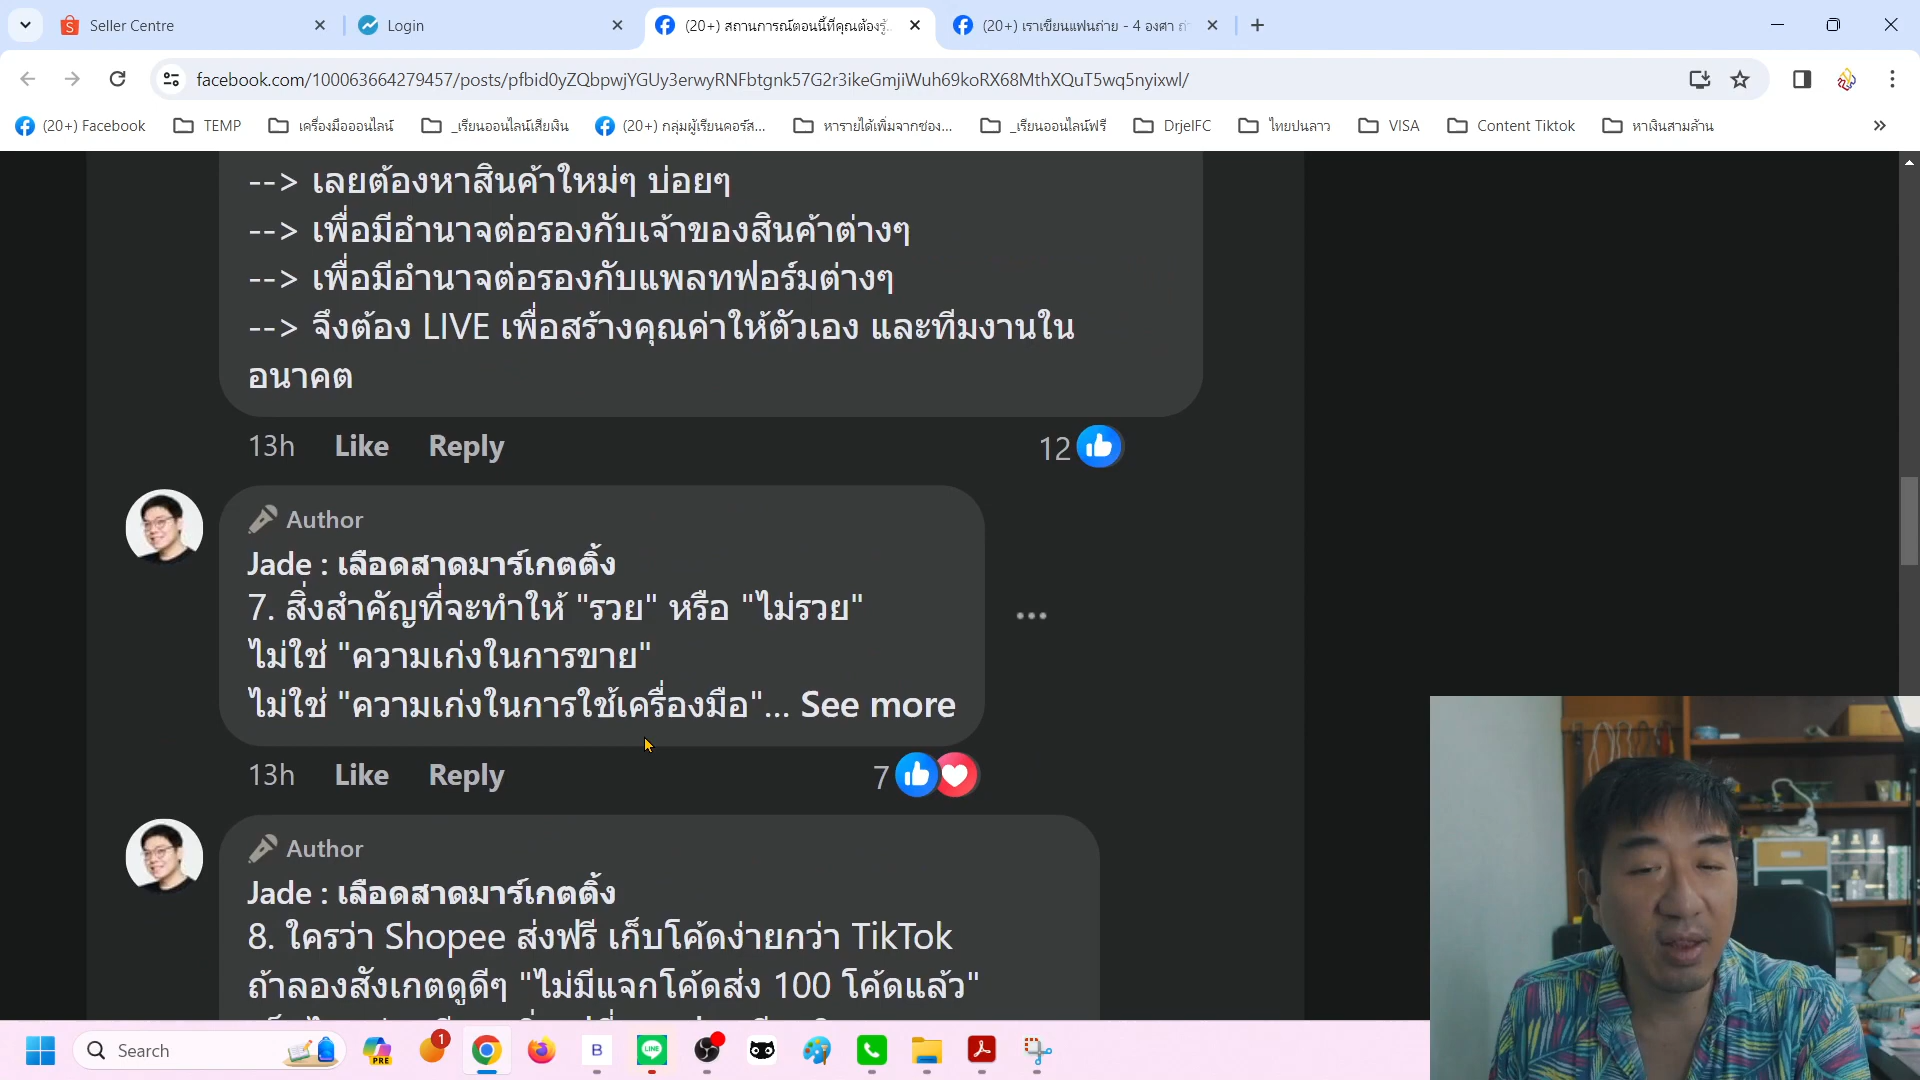 Seller Centre
Login
(20+) สถานการณ์ตอนนี้ที่คุณต้องรู้..
(20+) เราเขียนแฟนถ่าย - 4 องศา ถ่
facebook.com/100063664279457/posts/pfbid0yZQbpwjYGUy3erwyRNFbtgnk57G2r3ikeGmjiWuh69koRX68MthXQuT5wq5nyixwl/
(20+) Facebook
TEMP
เครื่องมือออนไลน์
_เรียนออนไลน์เสียเงิน
(20+) กลุ่มผู้เรียนคอร์ส...
หารายได้เพิ่มจากช่อง...
_เรียนออนไลน์ฟรี
DrjelFC
ไทยปนลาว
VISA
Content Tiktok
หาเงินสามล้าน
--> เลยต้องหาสินค้าใหม่ๆ บ่อยๆ
--> เพื่อมีอำนาจต่อรองกับเจ้าของสินค้าต่างๆ
--> เพื่อมีอำนาจต่อรองกับแพลทฟอร์มต่างๆ
--> จึงต้อง LIVE เพื่อสร้างคุณค่าให้ตัวเอง และทีมงานใน
อนาคต
13h Like Reply 12
Author
Jade : เลือดสาดมาร์เกตติ้ง
7. สิ่งสำคัญที่จะทำให้ "รวย" หรือ "ไม่รวย"
ไม่ใช่ "ความเก่งในการขาย"
ไม่ใช่ "ความเก่งในการใช้เครื่องมือ"... See more
13h Like Reply 7
Author
Jade : เลือดสาดมาร์เกตติ้ง
8. ใครว่า Shopee ส่งฟรี เก็บโค้ดง่ายกว่า TikTok
ถ้าลองสังเกตดูดีๆ "ไม่มีแจกโค้ดส่ง 100 โค้ดแล้ว"
Search
PRE
1
B
LINE